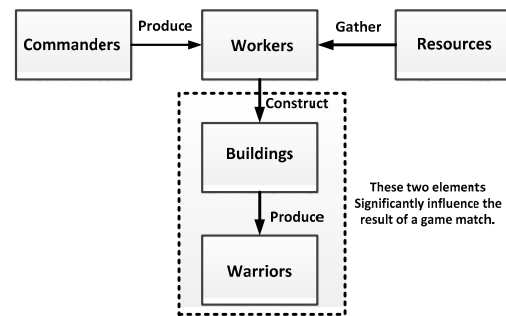 Produce
Gather
Commanders
Workers
Resources
Construct
Buildings
These two elements
Significantly influence the
result of a game match.
Produce
Warriors